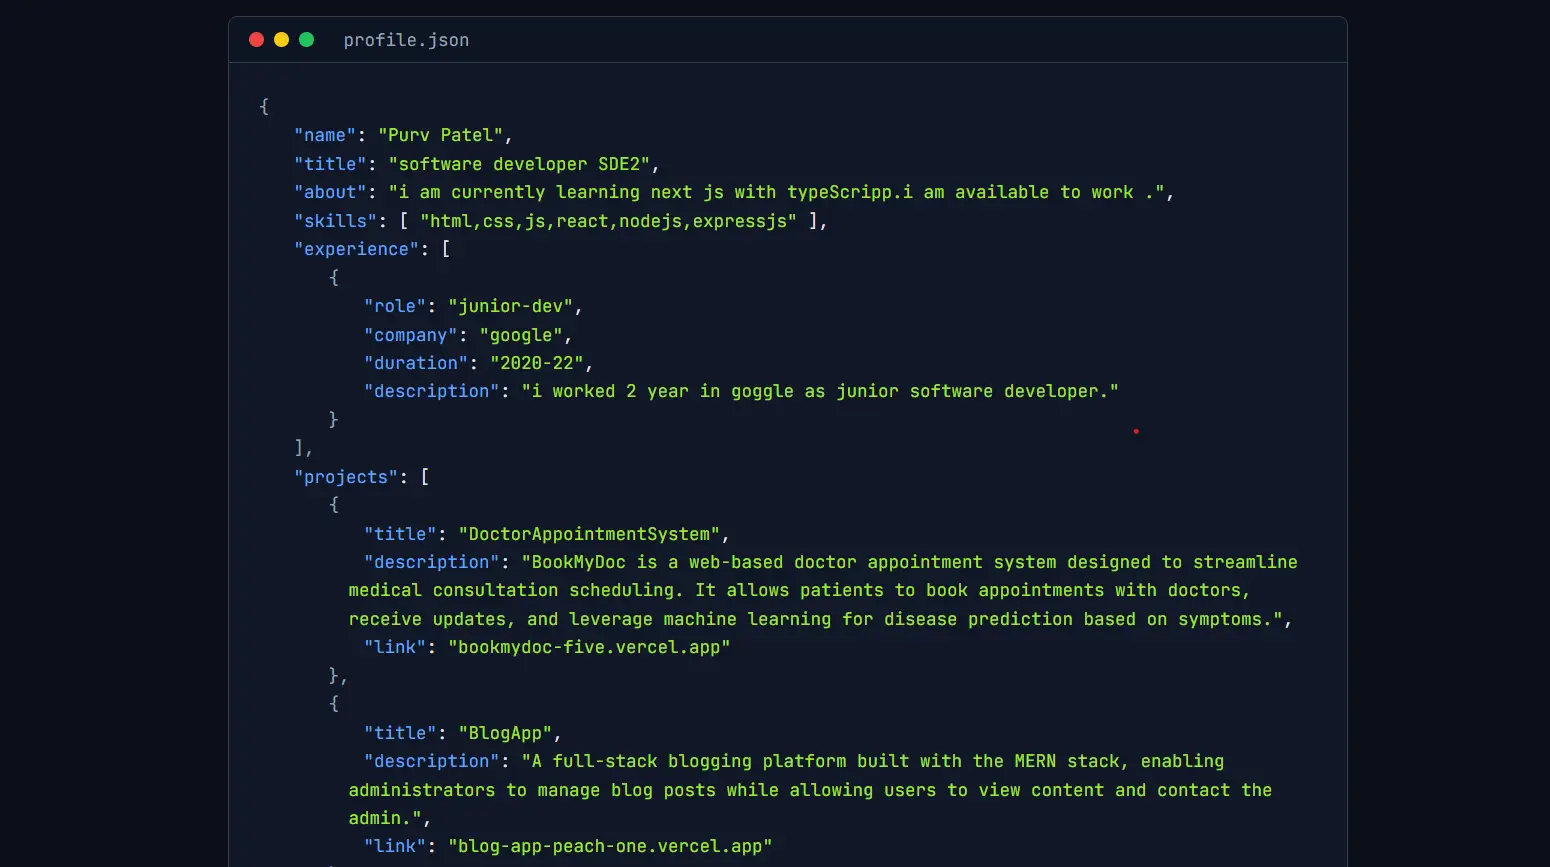 profile.json
{
"name": "Purv Patel",
"title": "software developer SDE2",
"about": "i am currently learning next js with typeScripp.i am available to work .",
"skills": [ "html,css,js,react,nodejs,expressjs" ],
"experience": [
{
"role": "junior-dev",
"company": "google",
"duration": "2020-22",
"description": "i worked 2 year in goggle as junior software developer."
}
],
"projects": [
{
"title": "DoctorAppointmentSystem",
"description": "BookMyDoc is a web-based doctor appointment system designed to streamline
medical consultation scheduling. It allows patients to book appointments with doctors,
receive updates, and leverage machine learning for disease prediction based on symptoms.",
"link": "bookmydoc-five.vercel.app"
},
{
"title": "BlogApp",
"description": "A full-stack blogging platform built with the MERN stack, enabling
administrators to manage blog posts while allowing users to view content and contact the
admin.",
"link": "blog-app-peach-one.vercel.app"